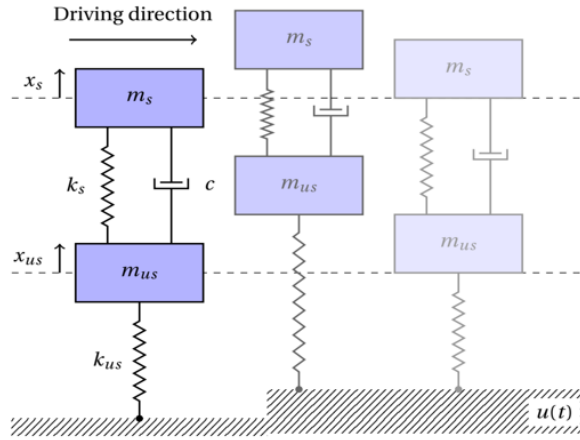 Driving direction
x_s
m_s
m_s
m_s
k_s
c
m_us
x_us
m_us
m_us
k_us
u(t)